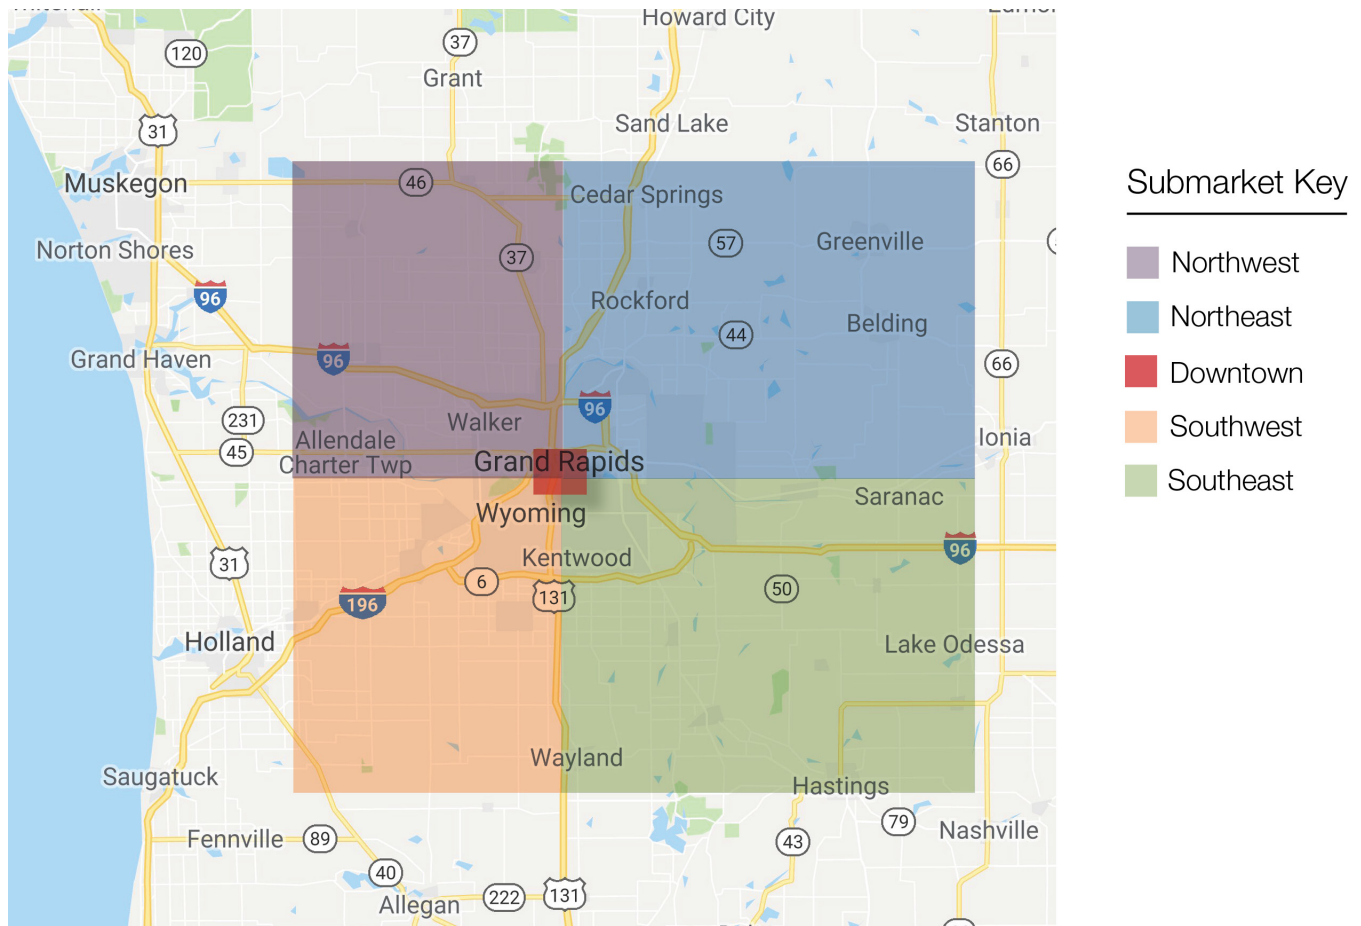 Howard City
37
120
Grant
31
Sand Lake
Stanton
66
Muskegon
46
Cedar Springs
57
Greenville
Norton Shores
37
96
Rockford
44
Belding
Grand Haven
96
66
96
231
Walker
Allendale
Charter Twp
45
Ionia
Grand Rapids
Saranac
Wyoming
96
Kentwood
31
6
131
50
196
Holland
Lake Odessa
Wayland
Saugatuck
Hastings
79
Nashville
Fennville
89
43
40
Allegan
222
131
Submarket Key
Northwest
Northeast
Downtown
Southwest
Southeast